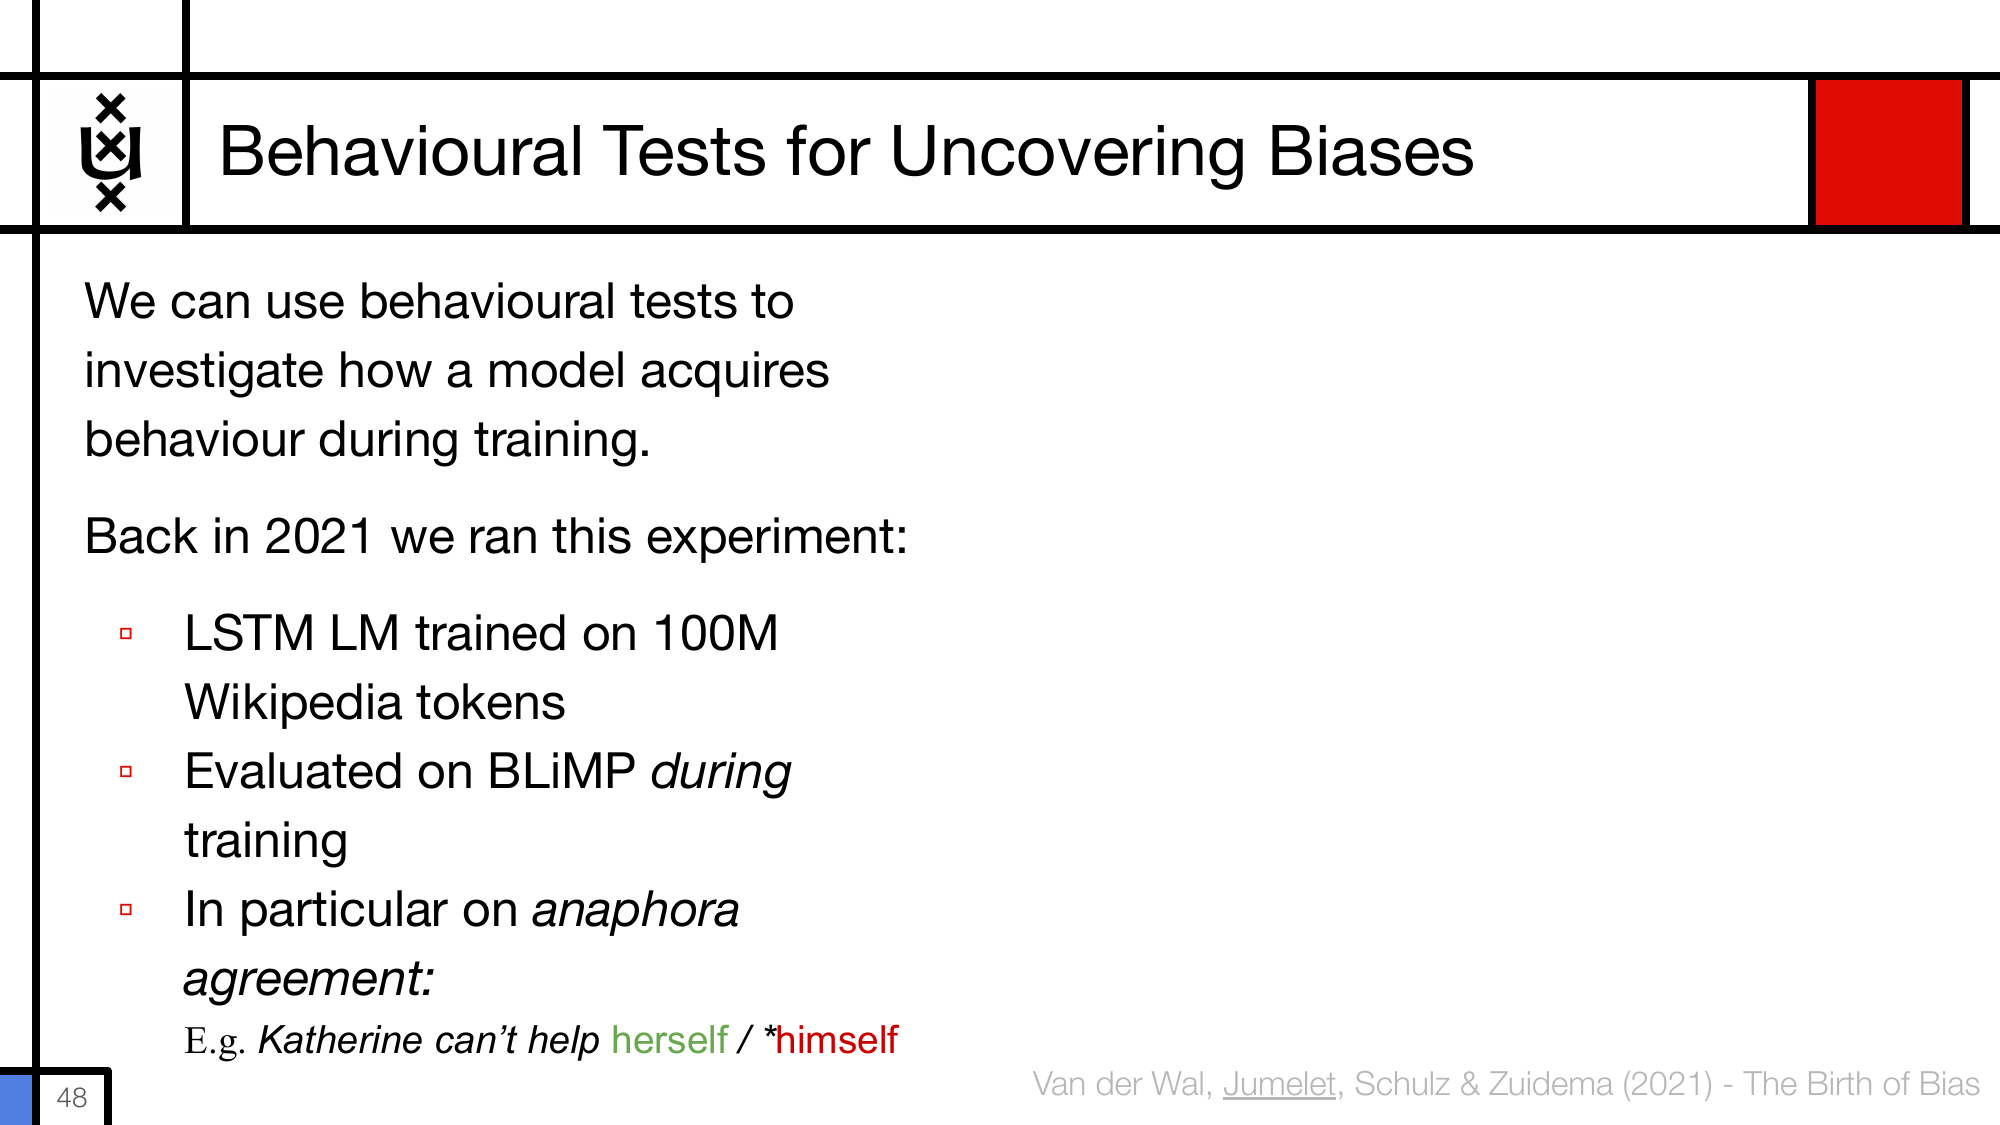 Behavioural Tests for Uncovering Biases
We can use behavioural tests to
investigate how a model acquires
behaviour during training.
Back in 2021 we ran this experiment:
▫ LSTM LM trained on 100M
Wikipedia tokens
▫ Evaluated on BLiMP during
training
▫ In particular on anaphora
agreement:
E.g. Katherine can’t help herself / *himself
48
Van der Wal, Jumelet, Schulz & Zuidema (2021) - The Birth of Bias